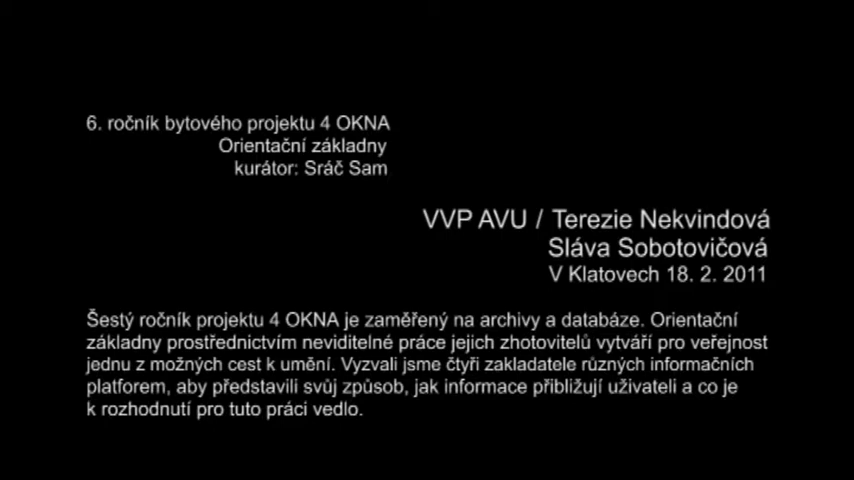 6. ročník bytového projektu 4 OKNA
Orientační základny
kurátor: Sráč Sam
VVP AVU / Terezie Nekvindová
Sláva Sobotovičová
V Klatovech 18. 2. 2011
Šestý ročník projektu 4 OKNA je zaměřený na archivy a databáze. Orientační
základny prostřednictvím neviditelné práce jejich zhotovitelů vytváří pro veřejnost
jednu z možných cest k umění. Vyzvali jsme čtyři zakladatele různých informačních
platforem, aby představili svůj způsob, jak informace přibližují uživateli a co je
k rozhodnutí pro tuto práci vedlo.